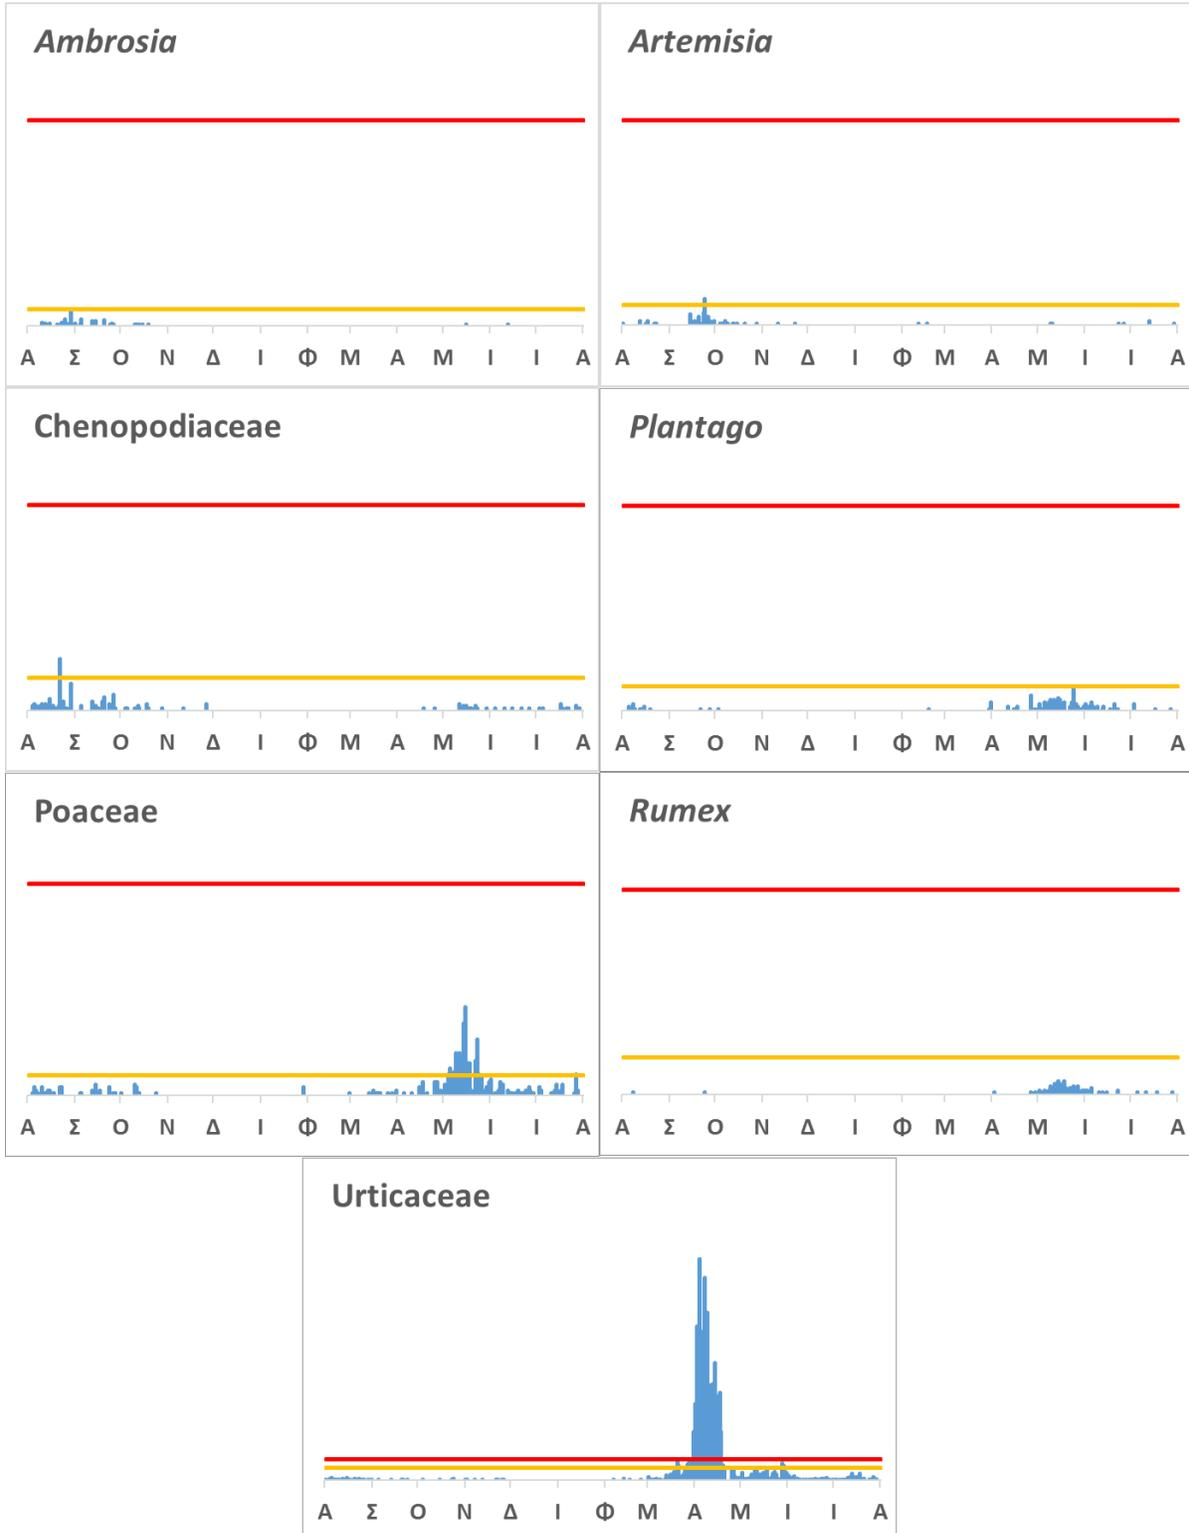 Ambrosia
Α Σ Ο Ν Δ Ι Φ Μ Α Μ Ι Ι Α
Artemisia
Α Σ Ο Ν Δ Ι Φ Μ Α Μ Ι Ι Α
Chenopodiaceae
Α Σ Ο Ν Δ Ι Φ Μ Α Μ Ι Ι Α
Plantago
Α Σ Ο Ν Δ Ι Φ Μ Α Μ Ι Ι Α
Poaceae
Α Σ Ο Ν Δ Ι Φ Μ Α Μ Ι Ι Α
Rumex
Α Σ Ο Ν Δ Ι Φ Μ Α Μ Ι Ι Α
Urticaceae
Α Σ Ο Ν Δ Ι Φ Μ Α Μ Ι Ι Α